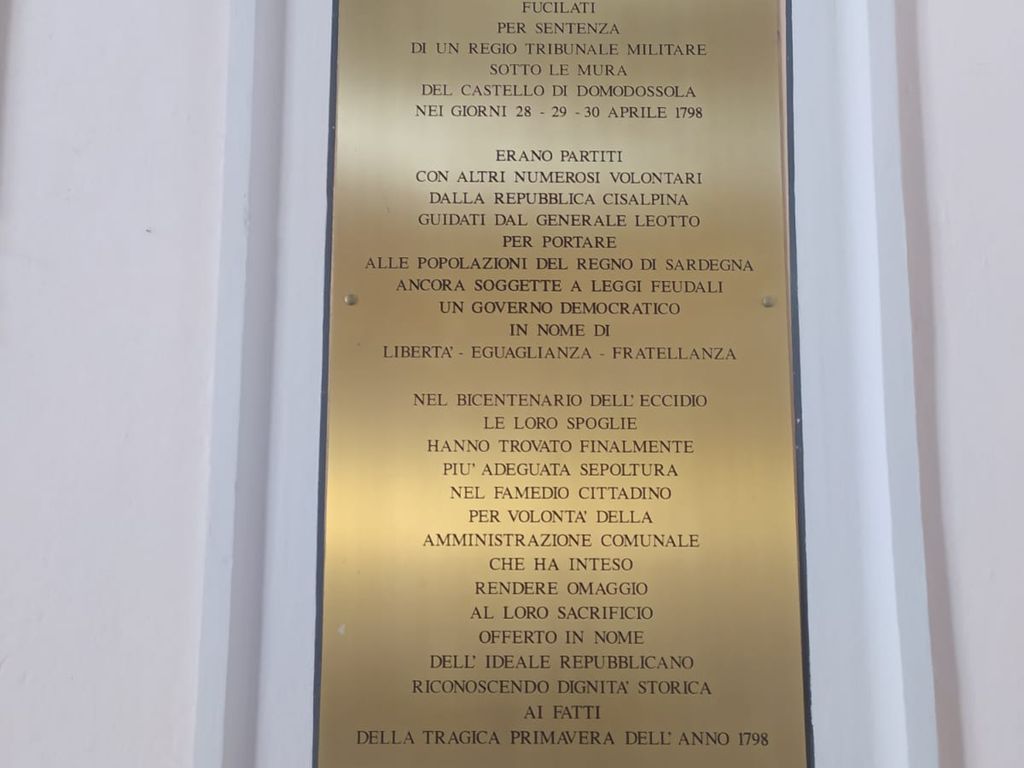 FUCILATI
PER SENTENZA
DI UN REGIO TRIBUNALE MILITARE
SOTTO LE MURA
DEL CASTELLO DI DOMODOSSOLA
NEI GIORNI 28 - 29 - 30 APRILE 1798
ERANO PARTITI
CON ALTRI NUMEROSI VOLONTARI
DALLA REPUBBLICA CISALPINA
GUIDATI DAL GENERALE LEOTTO
PER PORTARE
ALLE POPOLAZIONI DEL REGNO DI SARDEGNA
ANCORA SOGGETTE A LEGGI FEUDALI
UN GOVERNO DEMOCRATICO
IN NOME DI
LIBERTA' - EGUAGLIANZA - FRATELLANZA
NEL BICENTENARIO DELL' ECCIDIO
LE LORO SPOGLIE
HANNO TROVATO FINALMENTE
PIU' ADEGUATA SEPOLTURA
NEL FAMEDIO CITTADINO
PER VOLONTA' DELLA
AMMINISTRAZIONE COMUNALE
CHE HA INTESO
RENDERE OMAGGIO
AL LORO SACRIFICIO
OFFERTO IN NOME
DELL' IDEALE REPUBBLICANO
RICONOSCENDO DIGNITA' STORICA
AI FATTI
DELLA TRAGICA PRIMAVERA DELL' ANNO 1798